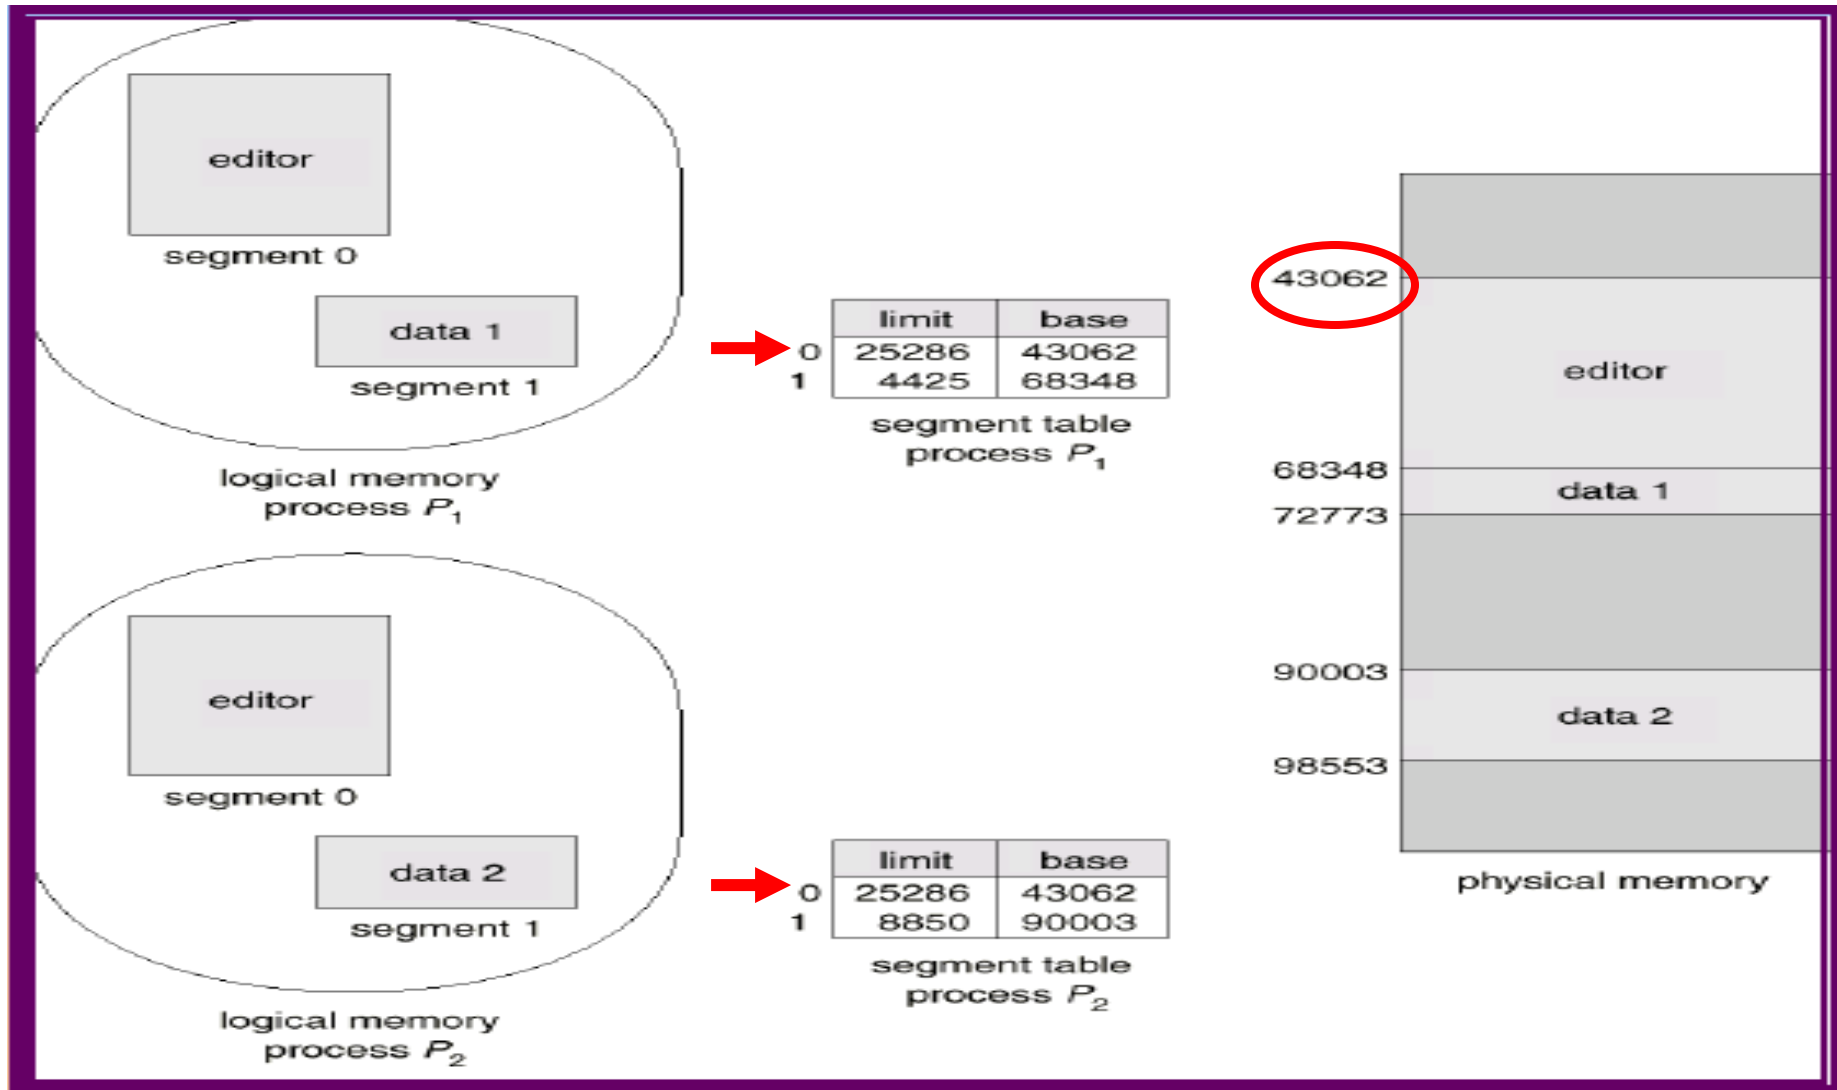 editor
segment 0
data 1
segment 1
logical memory
process P1
limit base
0 25286 43062
1 4425 68348
segment table
process P1
editor
segment 0
data 2
segment 1
logical memory
process P2
limit base
0 25286 43062
1 8850 90003
segment table
process P2
43062
editor
68348
data 1
72773
90003
data 2
98553
physical memory